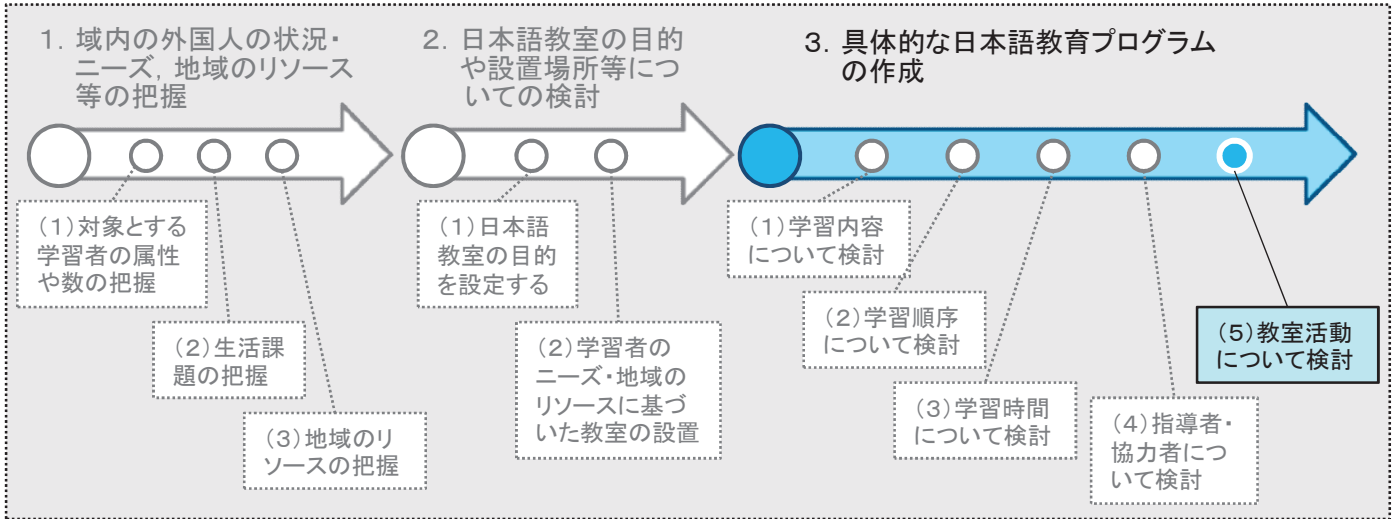 1．域内の外国人の状況・
ニーズ，地域のリソース
等の把握
（1）対象とする
学習者の属性
や数の把握
（2）生活課
題の把握
（3）地域のリ
ソースの把握
2．日本語教室の目的
や設置場所等につ
いての検討
（1）日本語
教室の目的
を設定する
（2）学習者の
ニーズ・地域の
リソースに基づ
いた教室の設置
3．具体的な日本語教育プログラム
の作成
（1）学習内容
について検討
（2）学習順序
について検討
（3）学習時間
について検討
（4）指導者・
協力者につ
いて検討
（5）教室活動
について検討